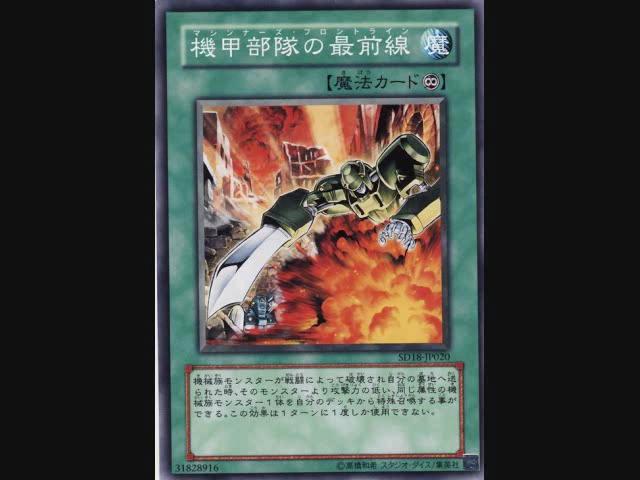 マシンナーズ・フロントライン
機甲部隊の最前線 魔
【魔法カード】
SD18-JP020
機械族モンスターが戦闘によって破壊され自分の墓地へ送
られた時、そのモンスターより攻撃力の低い、同じ属性の機
械族モンスター1体を自分のデッキから特殊召喚する事が
できる。この効果は1ターンに1度しか使用できない。
31828916 ©高橋和希 スタジオ・ダイス/集英社